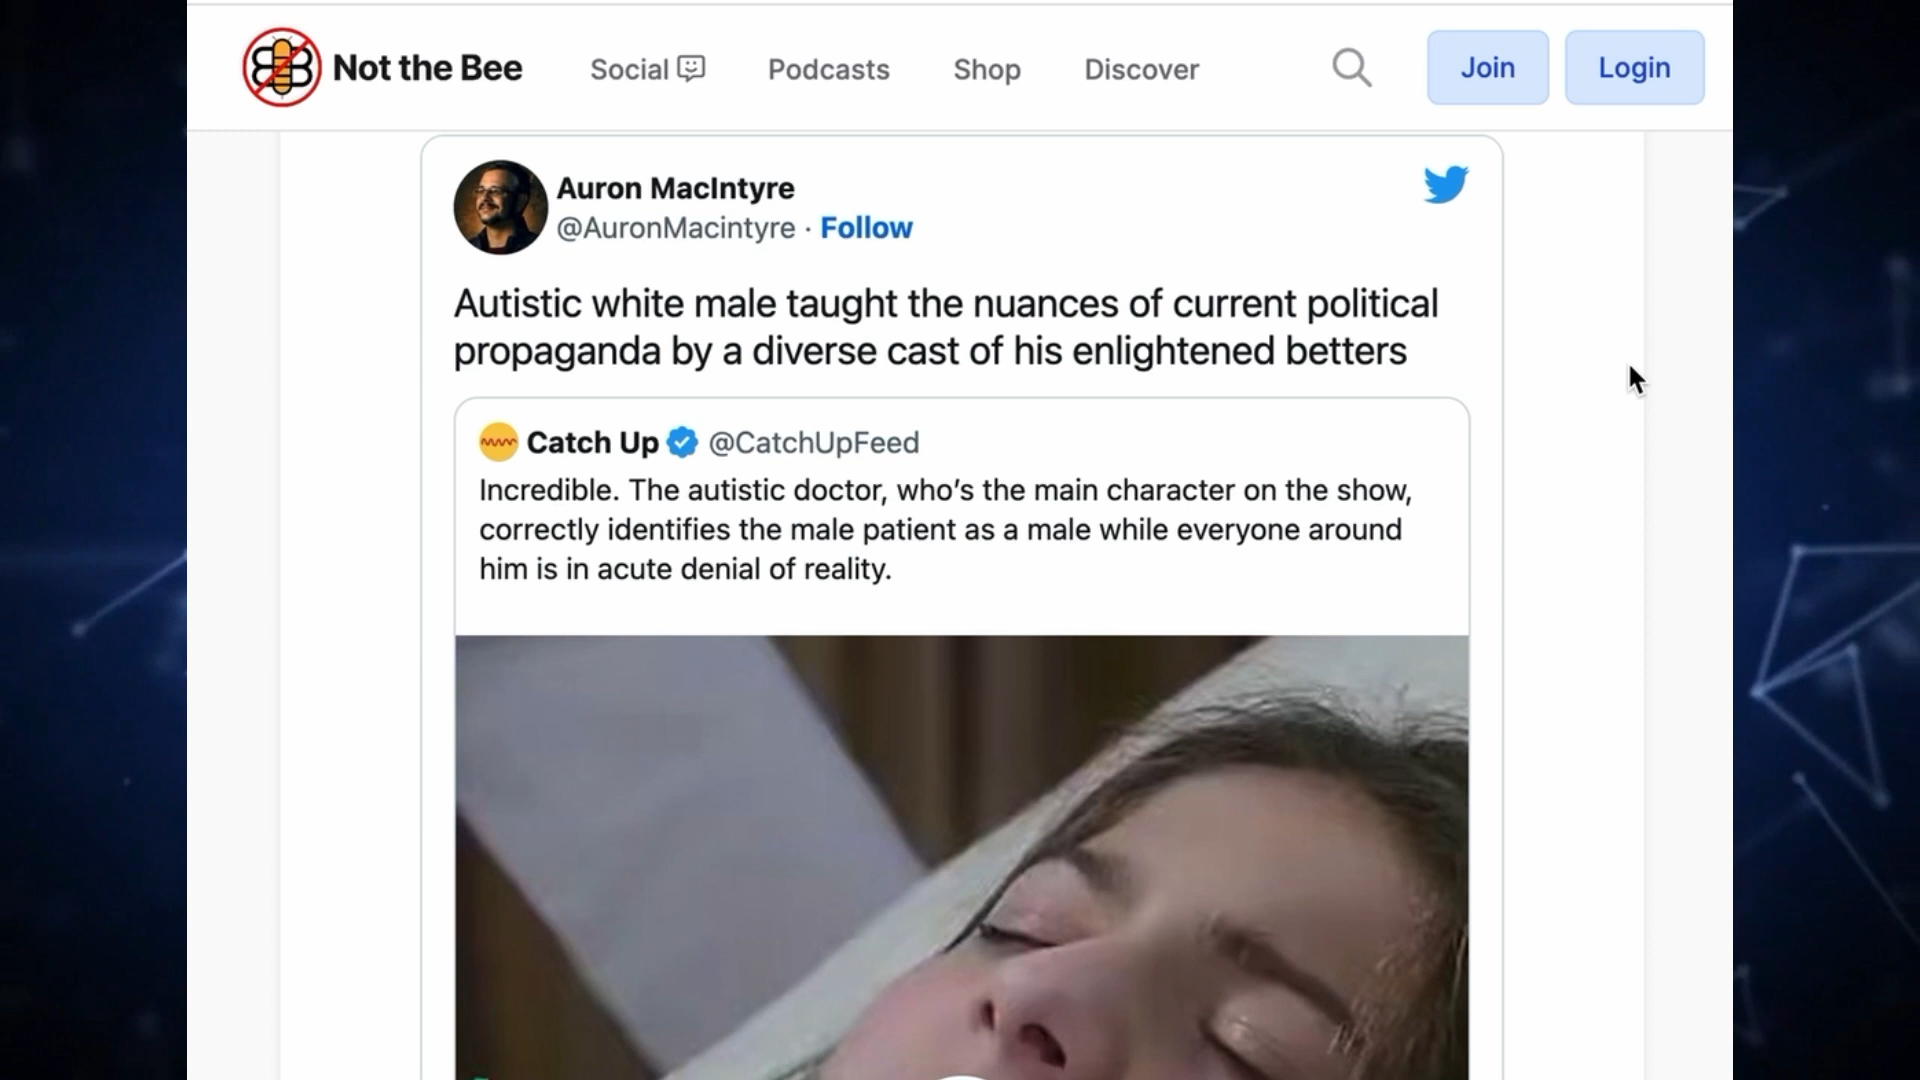 Not the Bee Social Podcasts Shop Discover Join Login
Auron MacIntyre
@AuronMacintyre · Follow
Autistic white male taught the nuances of current political
propaganda by a diverse cast of his enlightened betters
Catch Up @CatchUpFeed
Incredible. The autistic doctor, who’s the main character on the show,
correctly identifies the male patient as a male while everyone around
him is in acute denial of reality.